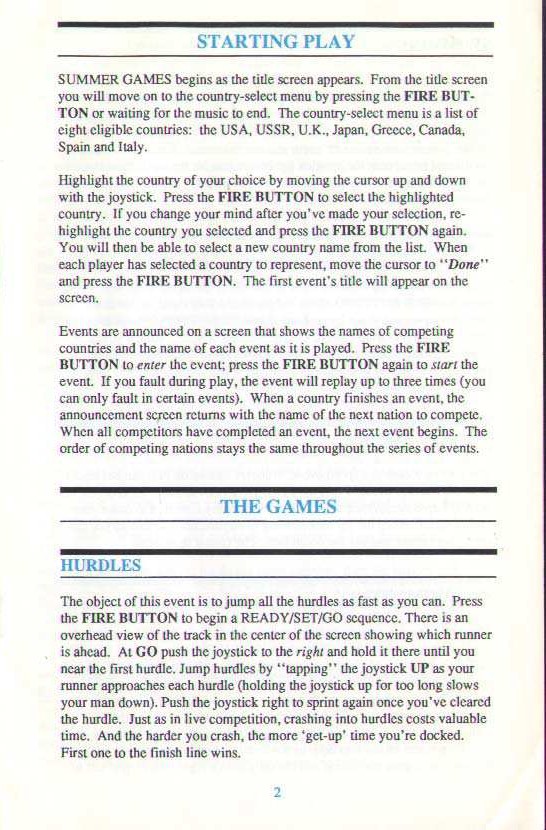 STARTING PLAY
SUMMER GAMES begins as the title screen appears. From the title screen
you will move on to the country-select menu by pressing the FIRE BUT-
TON or waiting for the music to end. The country-select menu is a list of
eight eligible countries: the USA, USSR, U.K., Japan, Greece, Canada,
Spain and Italy.
Highlight the country of your choice by moving the cursor up and down
with the joystick. Press the FIRE BUTTON to select the highlighted
country. If you change your mind after you've made your selection, re-
highlight the country you selected and press the FIRE BUTTON again.
You will then be able to select a new country name from the list. When
each player has selected a country to represent, move the cursor to "Done"
and press the FIRE BUTTON. The first event's title will appear on the
screen.
Events are announced on a screen that shows the names of competing
countries and the name of each event as it is played. Press the FIRE
BUTTON to enter the event; press the FIRE BUTTON again to start the
event. If you fault during play, the event will replay up to three times (you
can only fault in certain events). When a country finishes an event, the
announcement screen returns with the name of the next nation to compete.
When all competitors have completed an event, the next event begins. The
order of competing nations stays the same throughout the series of events.
THE GAMES
HURDLES
The object of this event is to jump all the hurdles as fast as you can. Press
the FIRE BUTTON to begin a READY/SET/GO sequence. There is an
overhead view of the track in the center of the screen showing which runner
is ahead. At GO push the joystick to the right and hold it there until you
near the first hurdle. Jump hurdles by "tapping" the joystick UP as your
runner approaches each hurdle (holding the joystick up for too long slows
your man down). Push the joystick right to sprint again once you've cleared
the hurdle. Just as in live competition, crashing into hurdles costs valuable
time. And the harder you crash, the more 'get-up' time you're docked.
First one to the finish line wins.
2